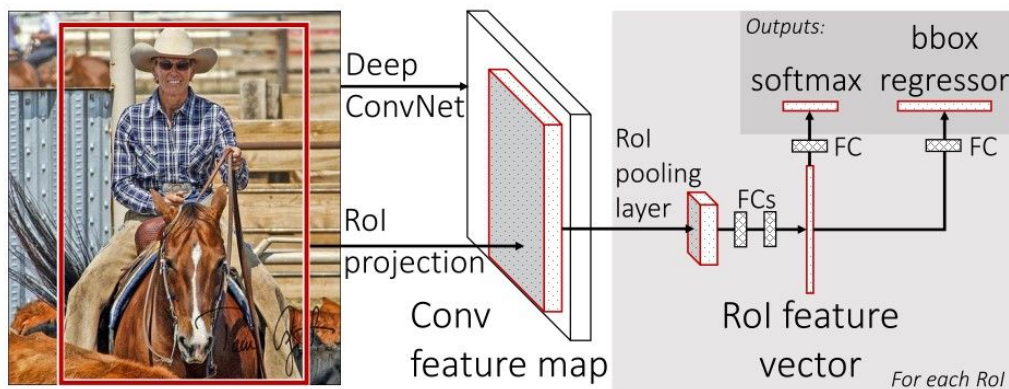 Deep
ConvNet
RoI
projection
Conv
feature map
RoI
pooling
layer
FCs
RoI feature
vector
For each RoI
Outputs:
softmax
bbox
regressor
FC
FC